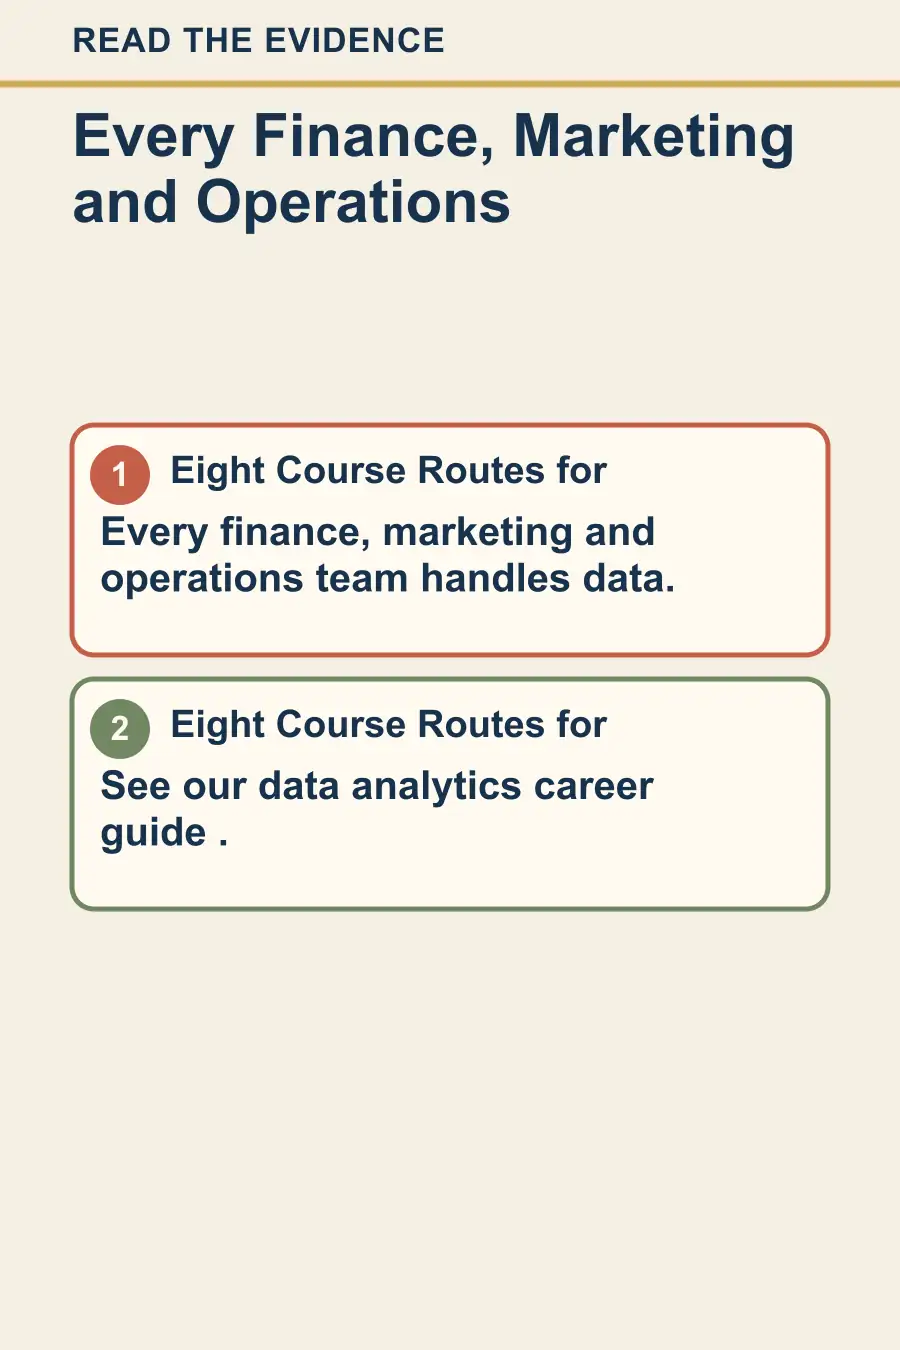 READ THE EVIDENCE
Every Finance, Marketing
and Operations
1 Eight Course Routes for
Every finance, marketing and
operations team handles data.
2 Eight Course Routes for
See our data analytics career
guide .